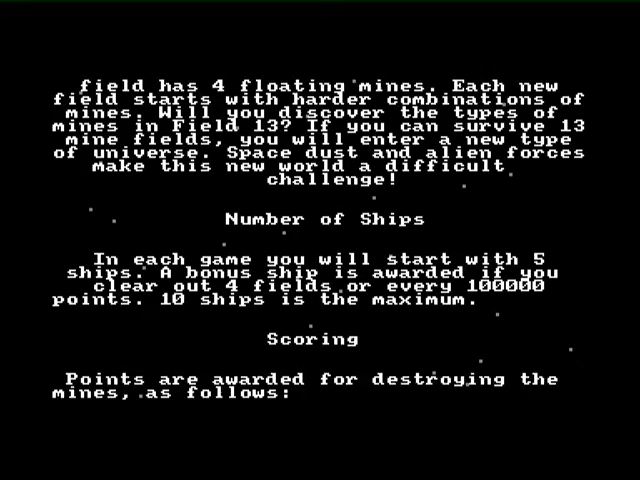 field has 4 floating mines. Each new
field starts with harder combinations of
mines. Will you discover the types of
mines in Field 13? If you can survive 13
mine fields, you will enter a new type
of universe. Space dust and alien forces
make this new world a difficult
challenge!
Number of Ships
In each game you will start with 5
ships. A bonus ship is awarded if you
clear out 4 fields or every 100000
points. 10 ships is the maximum.
Scoring
Points are awarded for destroying the
mines, as follows: